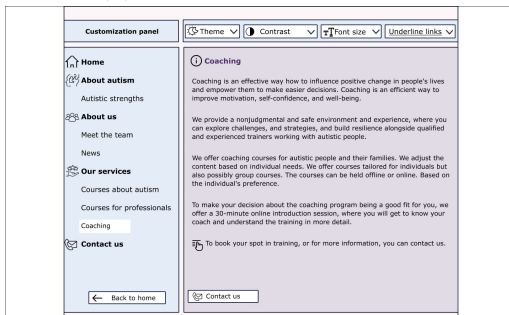 Customization panel
Theme
Contrast
Font size
Underline links
Home
About autism
Autistic strengths
About us
Meet the team
News
Our services
Courses about autism
Courses for professionals
Coaching
Contact us
Back to home
Coaching
Coaching is an effective way how to influence positive change in people's lives
and empower them to make easier decisions. Coaching is an efficient way to
improve motivation, self-confidence, and well-being.
We provide a nonjudgmental and safe environment and experience, where you
can explore challenges, and strategies, and build resilience alongside qualified
and experienced trainers working with autistic people.
We offer coaching courses for autistic people and their families. We adjust the
content based on individual needs. We offer courses tailored for individuals but
also possibly group courses. The courses can be held offline or online. Based on
the individual's preference.
To make your decision about the coaching program being a good fit for you, we
offer a 30-minute online introduction session, where you will get to know your
coach and understand the training in more detail.
To book your spot in training, or for more information, you can contact us.
Contact us